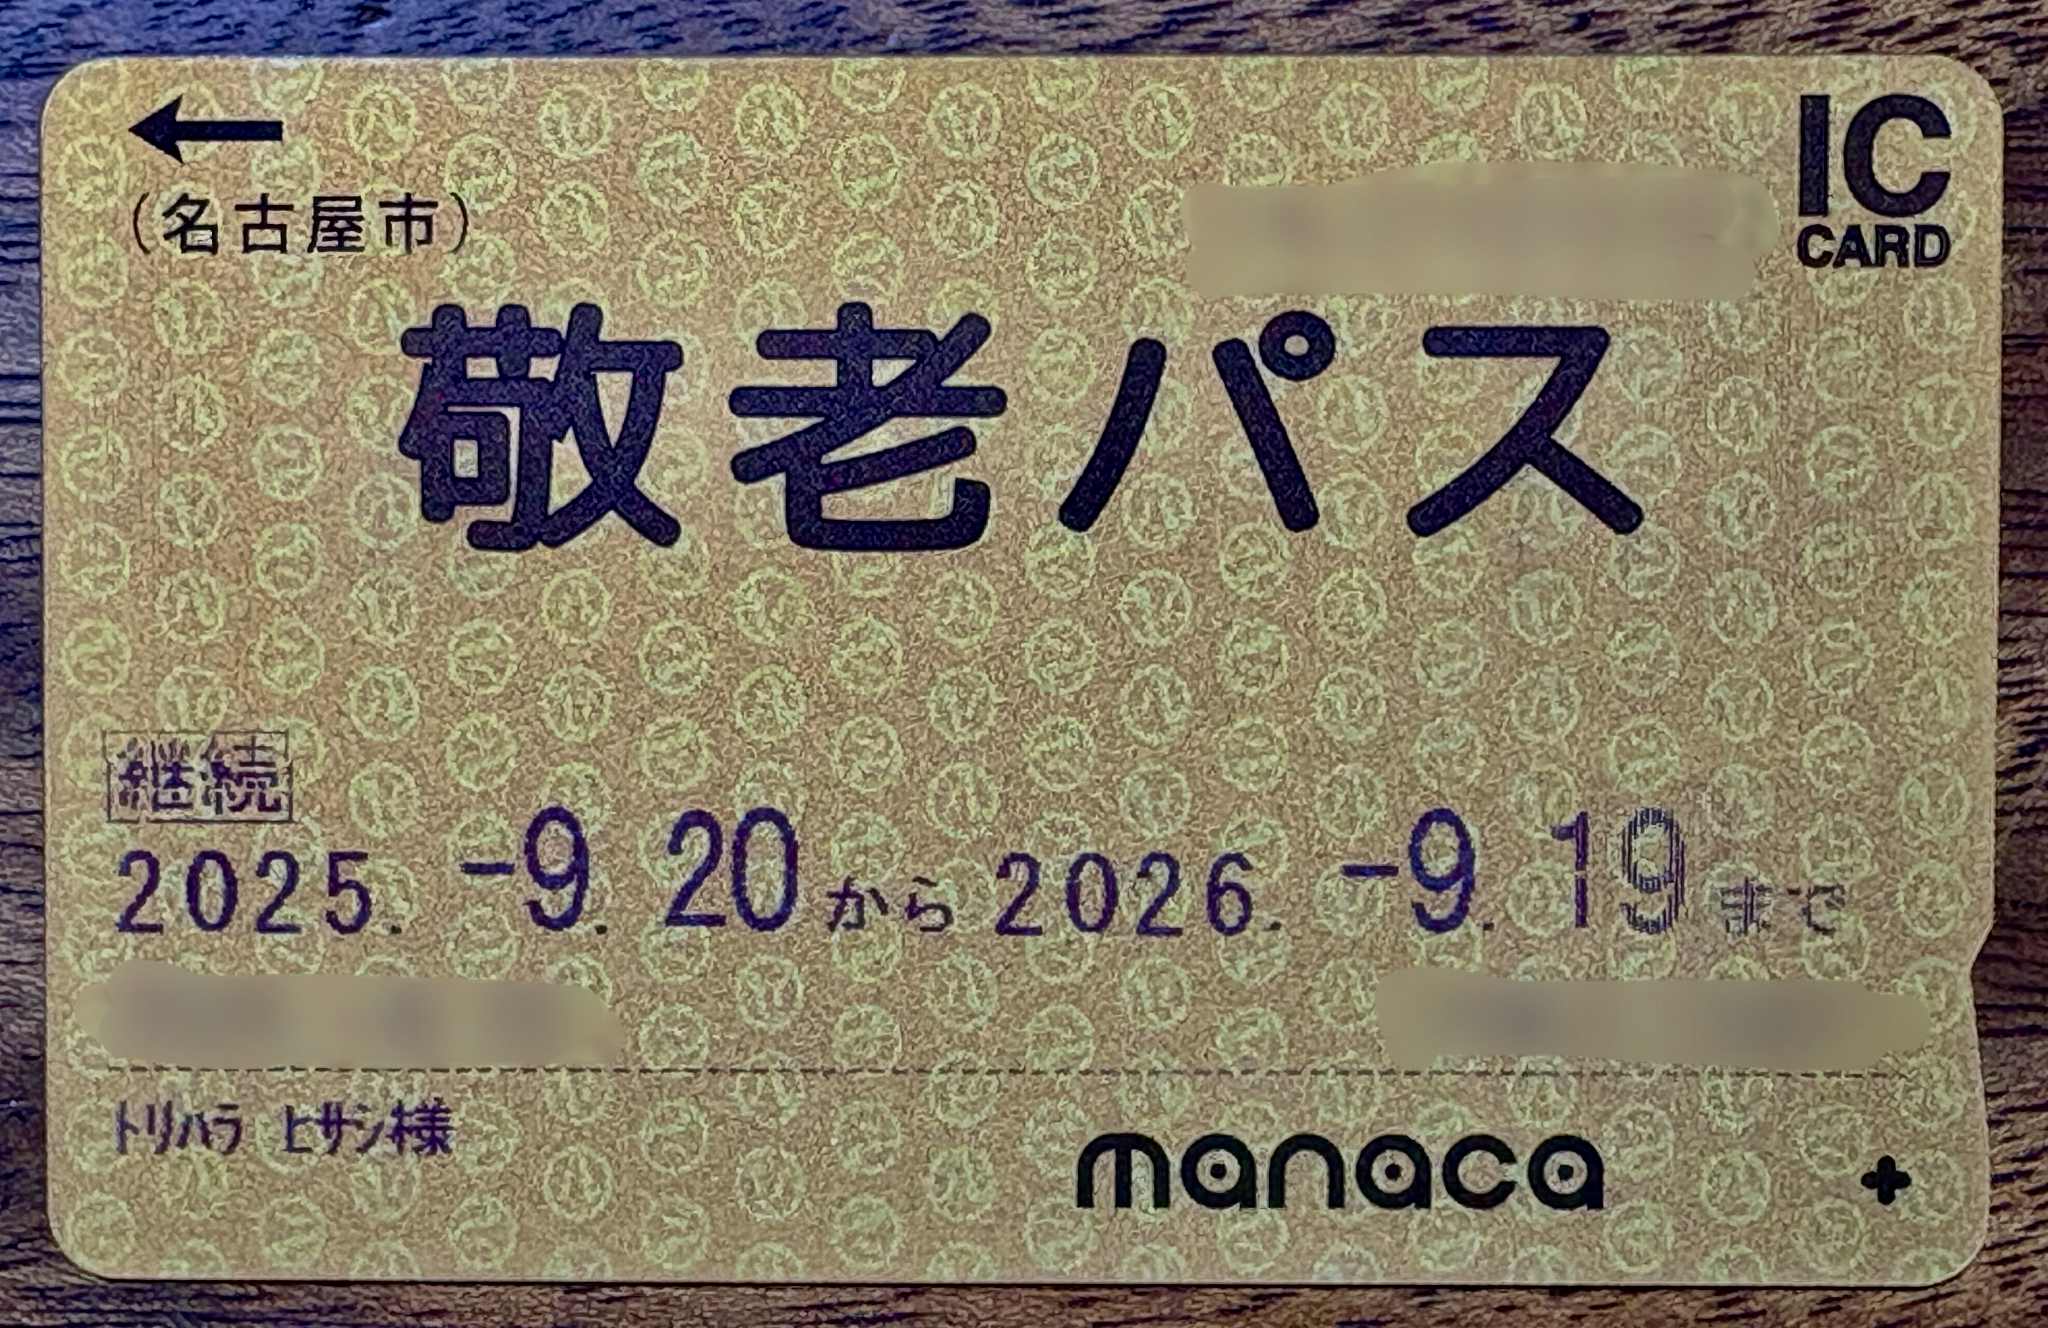 ←
(名古屋市)
IC
CARD
敬老パス
継続
2025. -9. 20から2026. -9. 19まで
トリハラ ヒサシ様
manaca
+